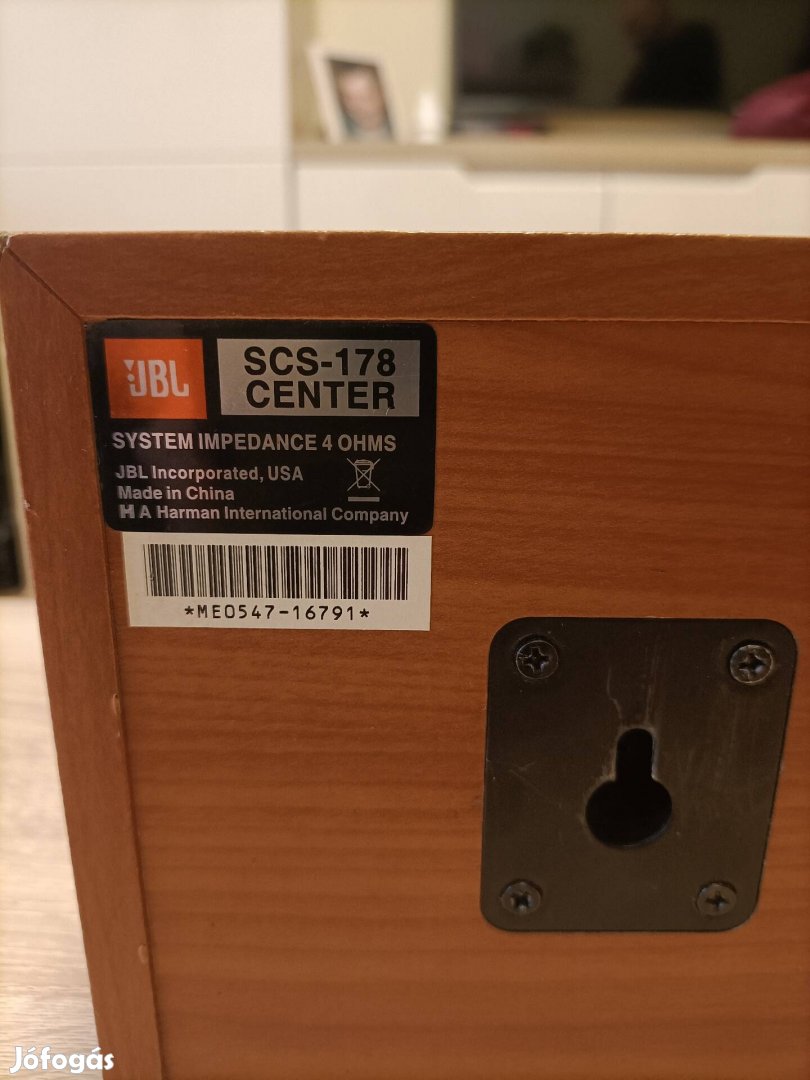 JBL
SCS-178
CENTER
SYSTEM IMPEDANCE 4 OHMS
JBL Incorporated, USA
Made in China
H A Harman International Company
*ME0547-16791*
Jófogás